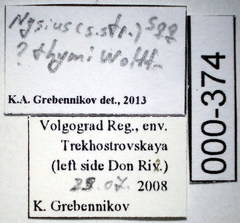 Nysius (s. str.)
? thymi Wolff.
K.A. Grebennikov det., 2013
Volgograd Reg., env.
Trekhostrovskaya
(left side Don Riv.)
29.07. 2008
K. Grebennikov
000-374